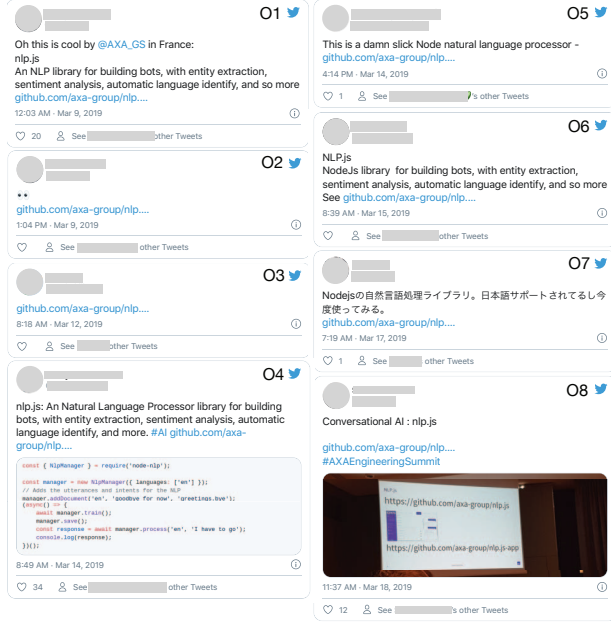 O1
Oh this is cool by @AXA_GS in France:
nlp.js
An NLP library for building bots, with entity extraction,
sentiment analysis, automatic language identify, and so more
github.com/axa-group/nlp....
12:03 AM · Mar 9, 2019
20 See other Tweets
O2
👀
github.com/axa-group/nlp....
1:04 PM · Mar 9, 2019
See other Tweets
O3
github.com/axa-group/nlp....
8:18 AM · Mar 12, 2019
See other Tweets
O4
nlp.js: An Natural Language Processor library for building
bots, with entity extraction, sentiment analysis, automatic
language identify, and more. #AI github.com/axa-
group/nlp....
const { NlpManager } = require('node-nlp');
const manager = new NlpManager({ languages: ['en'] });
// Adds the utterances and intents for the NLP
manager.addDocument('en', 'goodbye for now', 'greetings.bye');
(async() => {
await manager.train();
manager.save();
const response = await manager.process('en', 'I have to go');
console.log(response);
})();
8:49 AM · Mar 14, 2019
34 See other Tweets
O5
This is a damn slick Node natural language processor -
github.com/axa-group/nlp....
4:14 PM · Mar 14, 2019
1 See 's other Tweets
O6
NLP.js
NodeJs library for building bots, with entity extraction,
sentiment analysis, automatic language identify, and so more
See github.com/axa-group/nlp....
8:39 AM · Mar 15, 2019
See other Tweets
O7
Nodejsの自然言語処理ライブラリ。日本語サポートされてるし今
度使ってみる。
github.com/axa-group/nlp....
7:19 AM · Mar 17, 2019
1 See other Tweets
O8
Conversational AI : nlp.js
github.com/axa-group/nlp....
#AXAEngineeringSummit
NLP.js
https://github.com/axa-group/nlp.js
https://github.com/axa-group/nlp.js-app
11:37 AM · Mar 18, 2019
12 See 's other Tweets